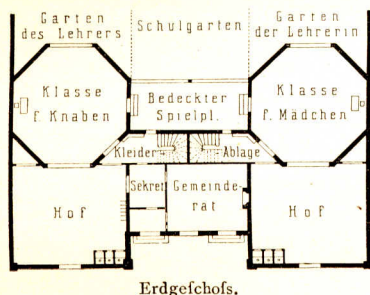 Garten
des Lehrers
Schulgarten
Garten
der Lehrerin
Klasse
f. Knaben
Bedeckter
Spielpl.
Klasse
f. Mädchen
Kleider
Ablage
Hof
Sekret.
Gemeinde-
rat
Hof
Erdgeſchoſs.